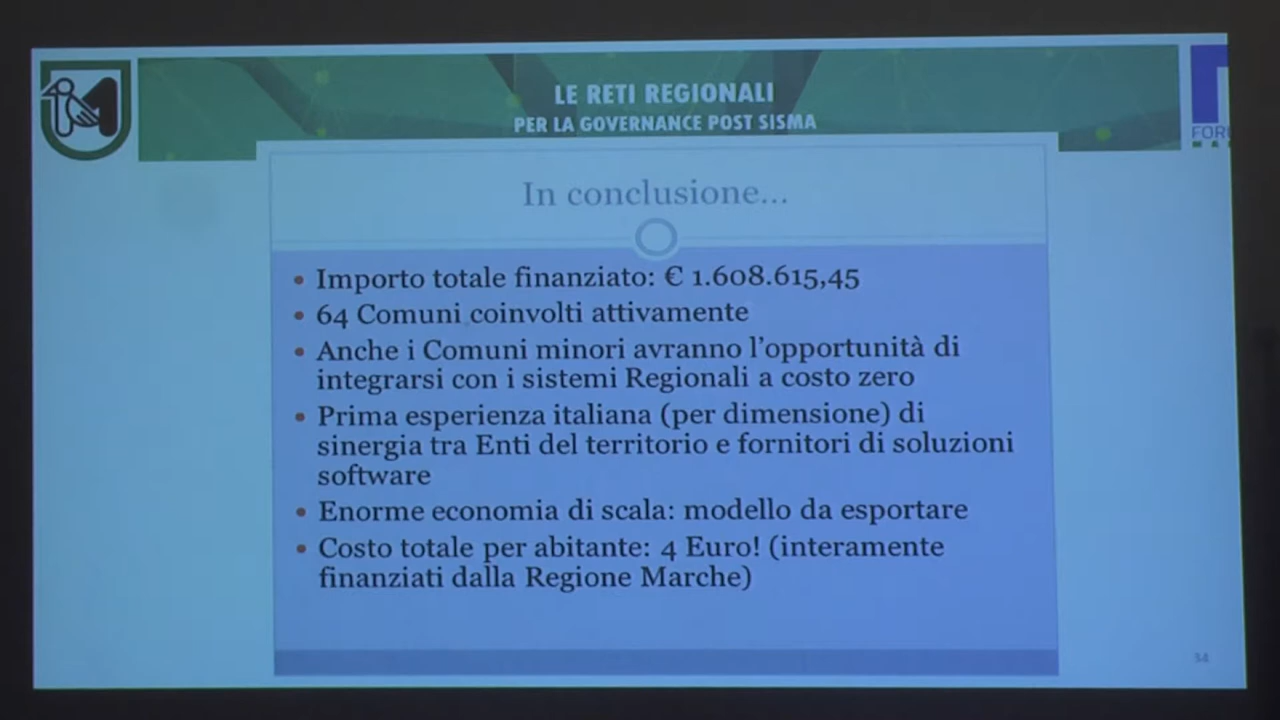 LE RETI REGIONALI
PER LA GOVERNANCE POST SISMA
FOR
In conclusione...
• Importo totale finanziato: € 1.608.615,45
• 64 Comuni coinvolti attivamente
• Anche i Comuni minori avranno l'opportunità di
integrarsi con i sistemi Regionali a costo zero
• Prima esperienza italiana (per dimensione) di
sinergia tra Enti del territorio e fornitori di soluzioni
software
• Enorme economia di scala: modello da esportare
• Costo totale per abitante: 4 Euro! (interamente
finanziati dalla Regione Marche)
34